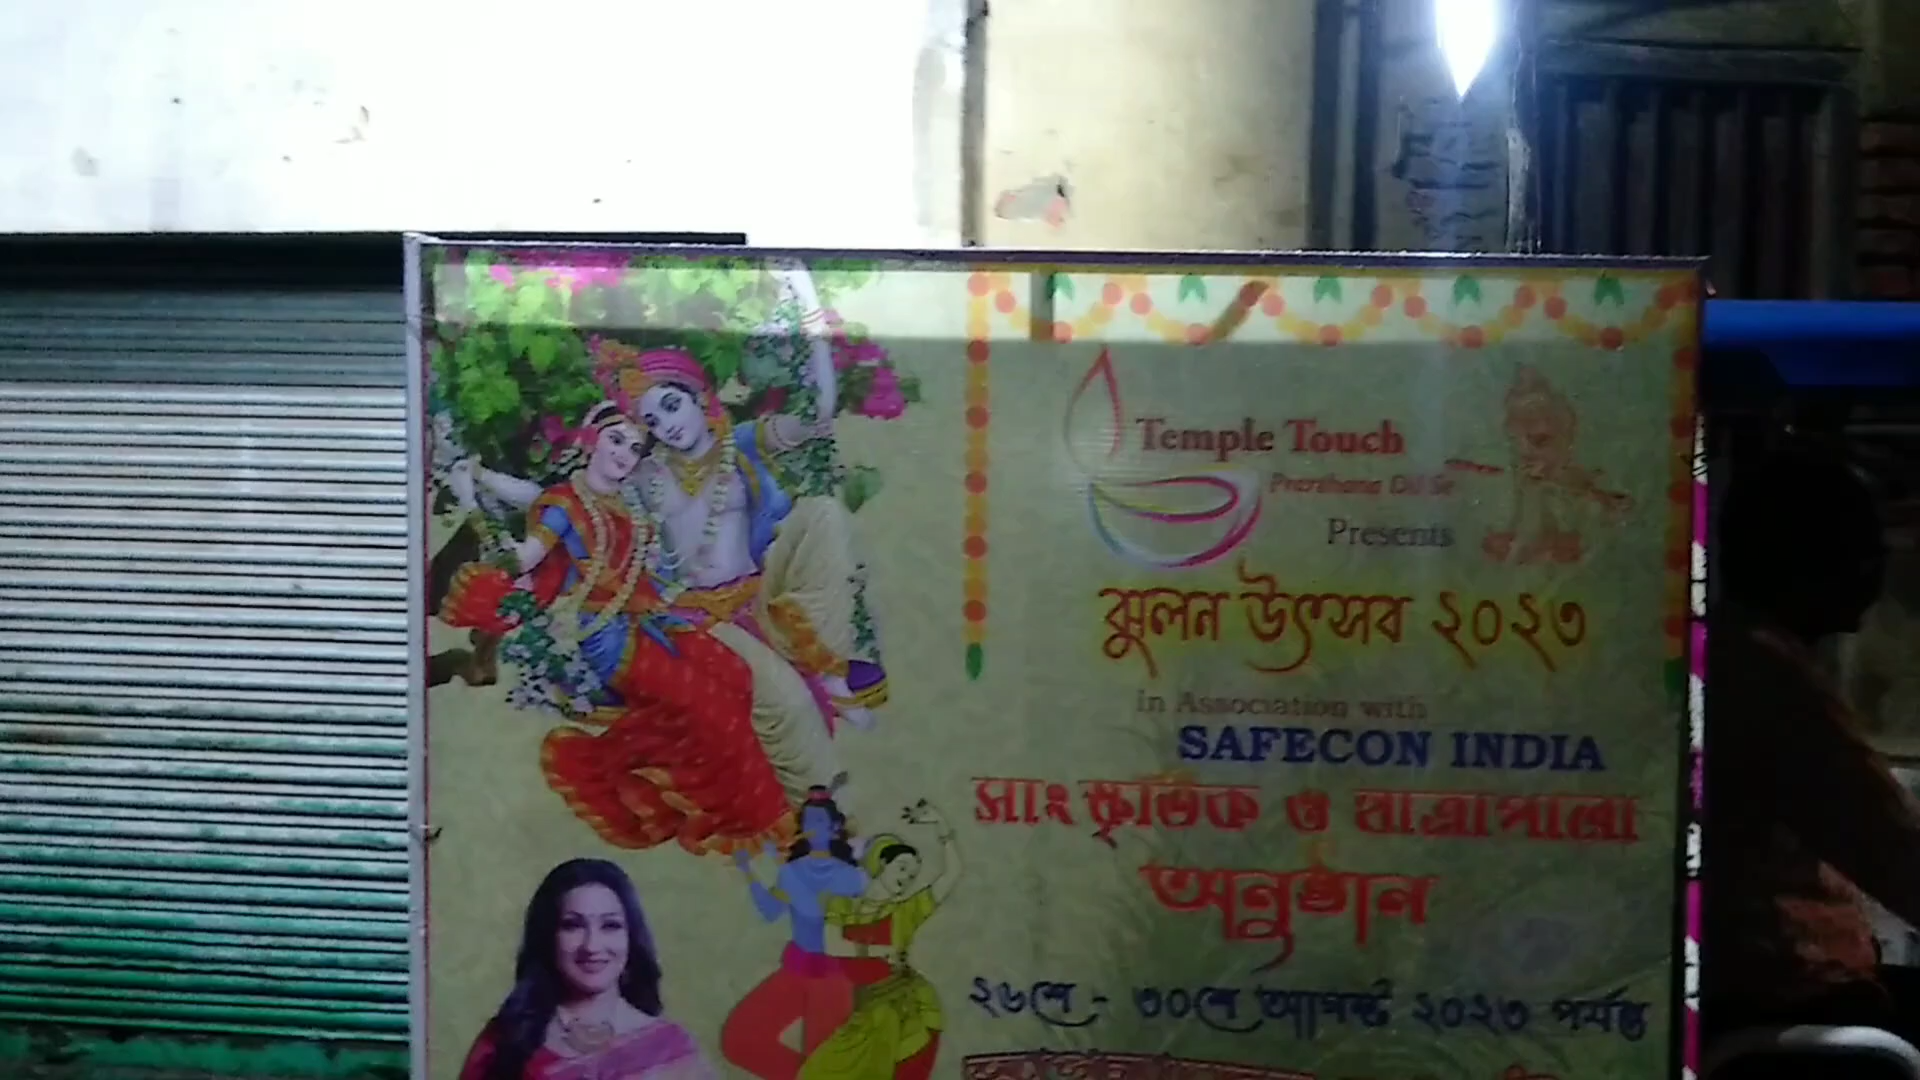 Temple Touch
Prarthana Dil Se
Presents
ঝুলন উৎসব ২০২৩
In Association with
SAFECON INDIA
সাংস্কৃতিক ও যাত্রাপালা
অনুষ্ঠান
২৬শে - ৩০শে আগস্ট ২০২৩ পর্যন্ত